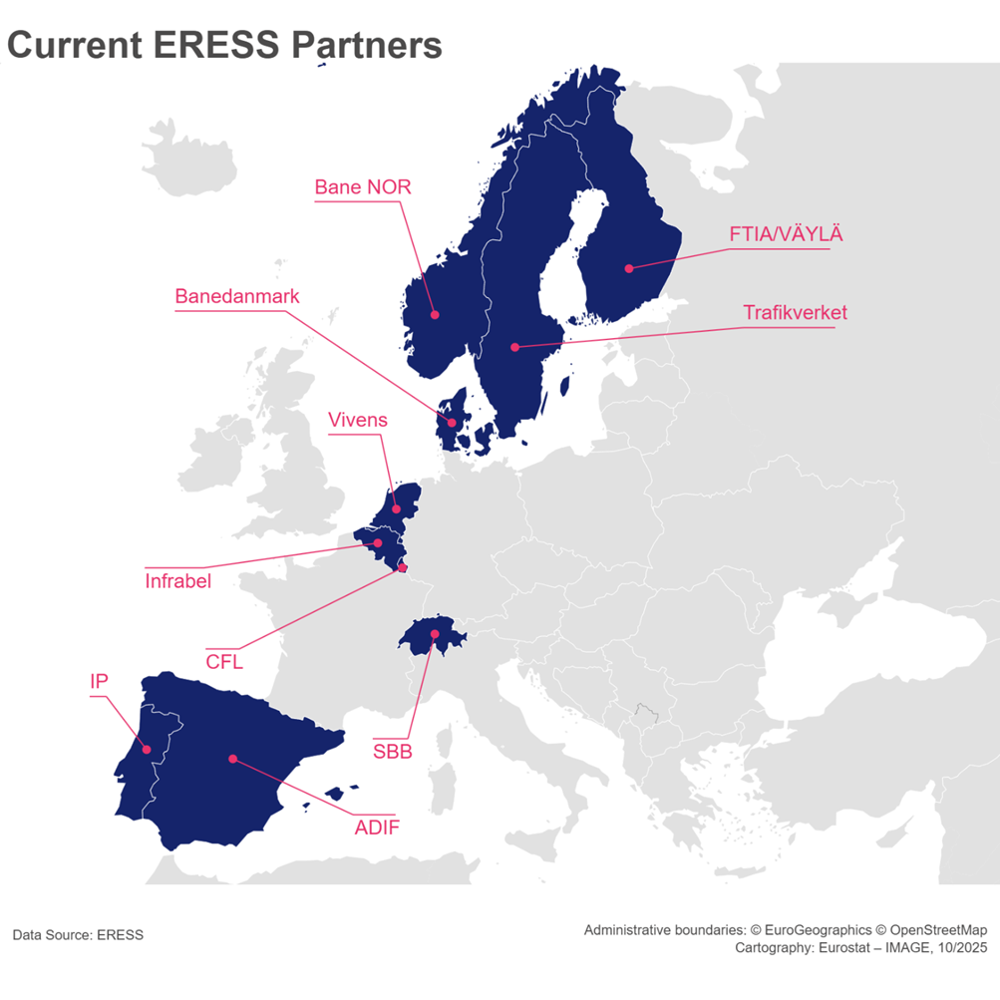 Current ERESS Partners
Bane NOR
FTIA/VÄYLÄ
Banedanmark
Trafikverket
Vivens
Infrabel
CFL
IP
SBB
ADIF
Data Source: ERESS
Administrative boundaries: © EuroGeographics © OpenStreetMap
Cartography: Eurostat – IMAGE, 10/2025